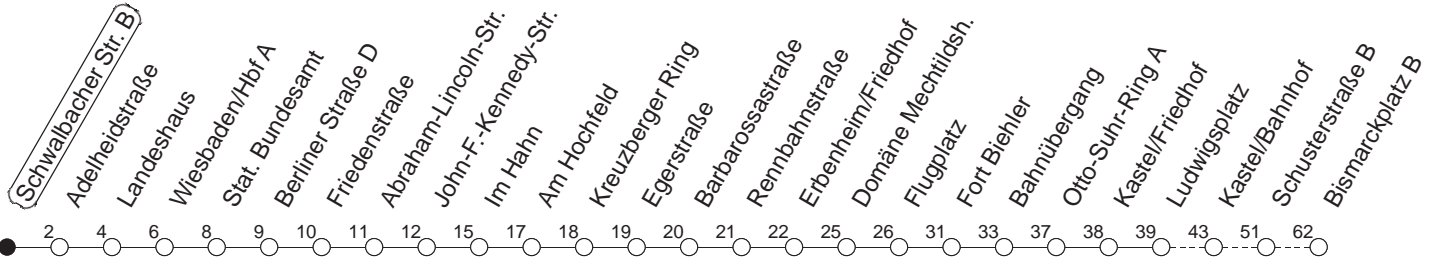 Schwalbacher Str. B
Adelheidstraße
Landeshaus
Wiesbaden/Hbf A
Stat. Bundesamt
Berliner Straße D
Friedenstraße
Abraham-Lincoln-Str.
John-F.-Kennedy-Str.
Im Hahn
Am Hochfeld
Kreuzberger Ring
Egerstraße
Barbarossastraße
Rennbahnstraße
Erbenheim/Friedhof
Domäne Mechtildsh.
Flugplatz
Fort Biehler
Bahnübergang
Otto-Suhr-Ring A
Kastel/Friedhof
Ludwigsplatz
Kastel/Bahnhof
Schusterstraße B
Bismarckplatz B
2 4 6 8 9 10 11 12 15 17 18 19 20 21 22 25 26 31 33 37 38 39 43 51 62